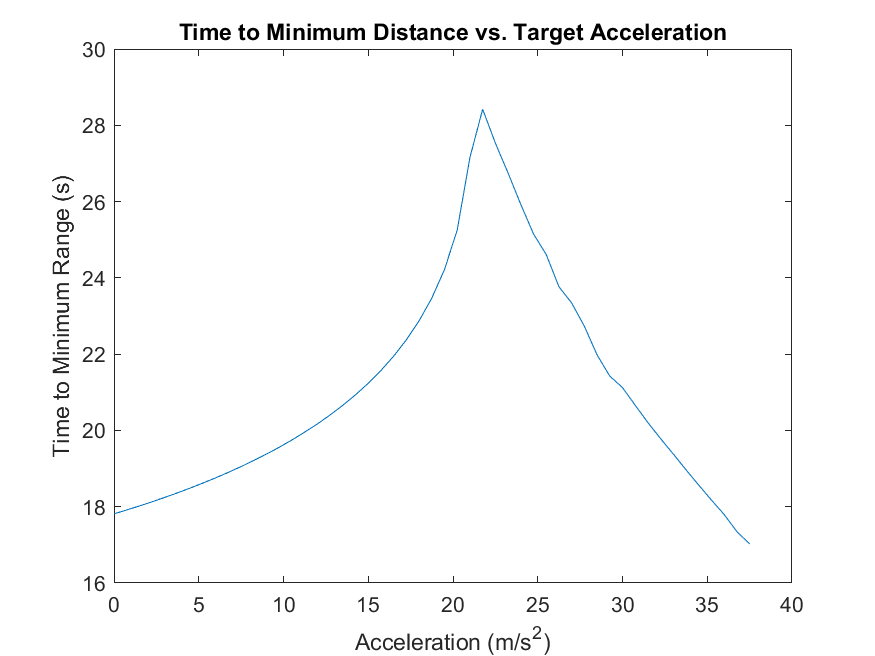 Time to Minimum Distance vs. Target Acceleration
Time to Minimum Range (s)
30
28
26
24
22
20
18
16
0 5 10 15 20 25 30 35 40
Acceleration (m/s²)